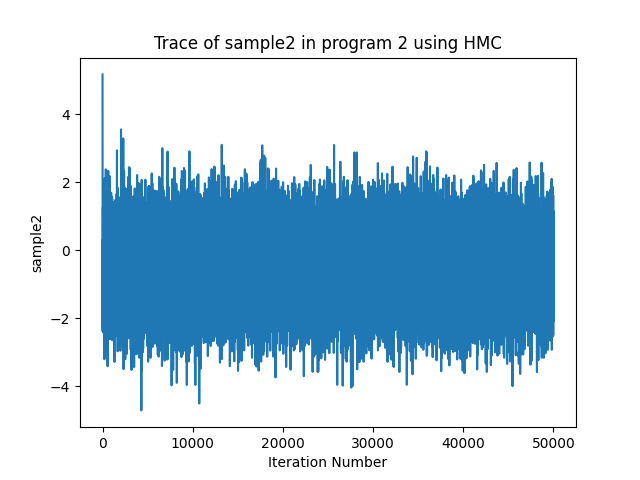 Trace of sample2 in program 2 using HMC
4
2
0
−2
−4
sample2
0 10000 20000 30000 40000 50000
Iteration Number